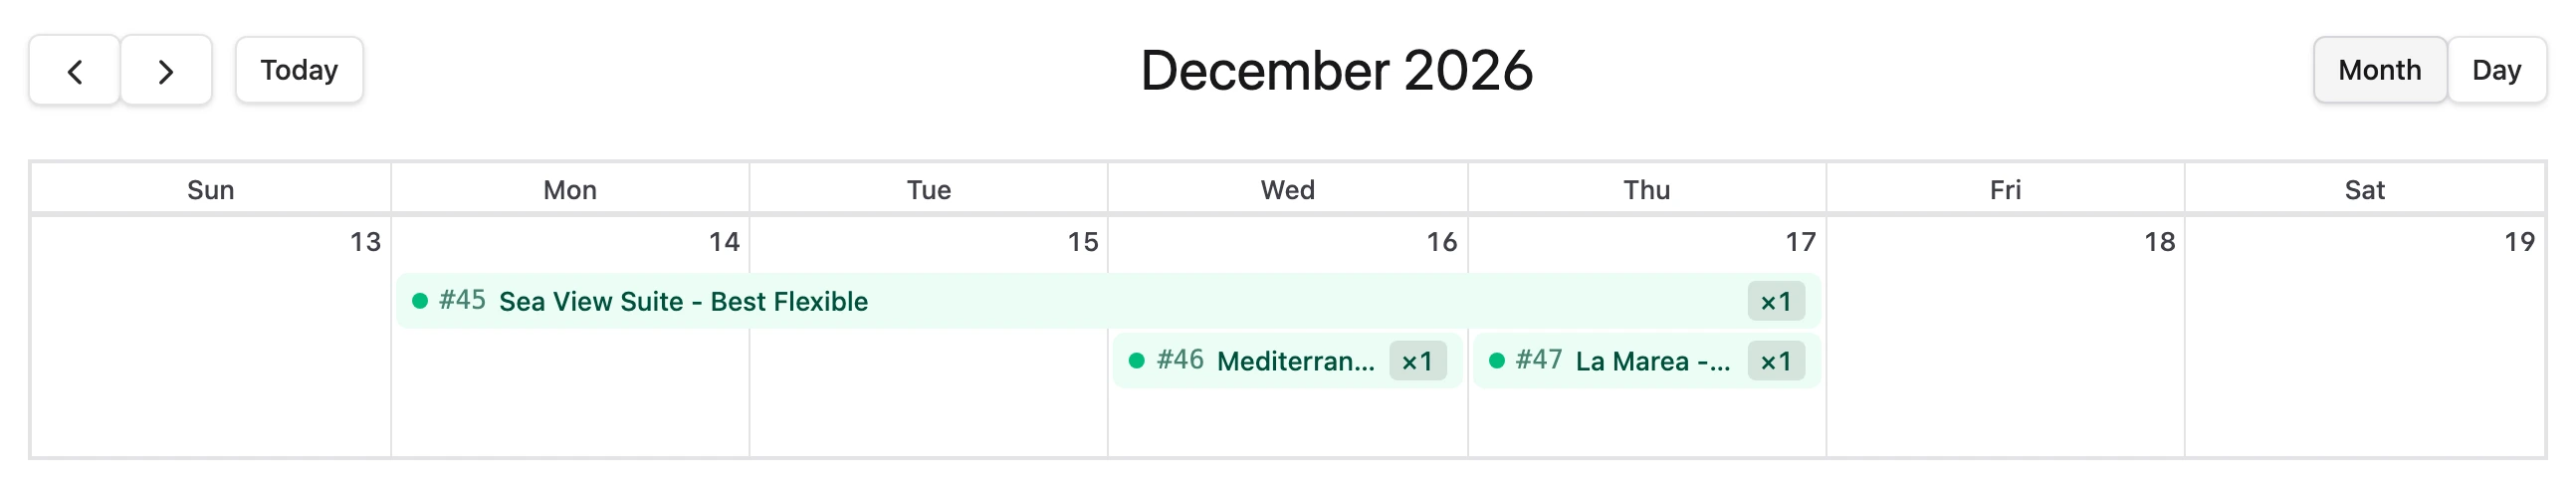 Today
December 2026
Month Day
Sun Mon Tue Wed Thu Fri Sat
13 14 15 16 17 18 19
#45 Sea View Suite - Best Flexible ×1
#46 Mediterran... ×1 #47 La Marea -... ×1